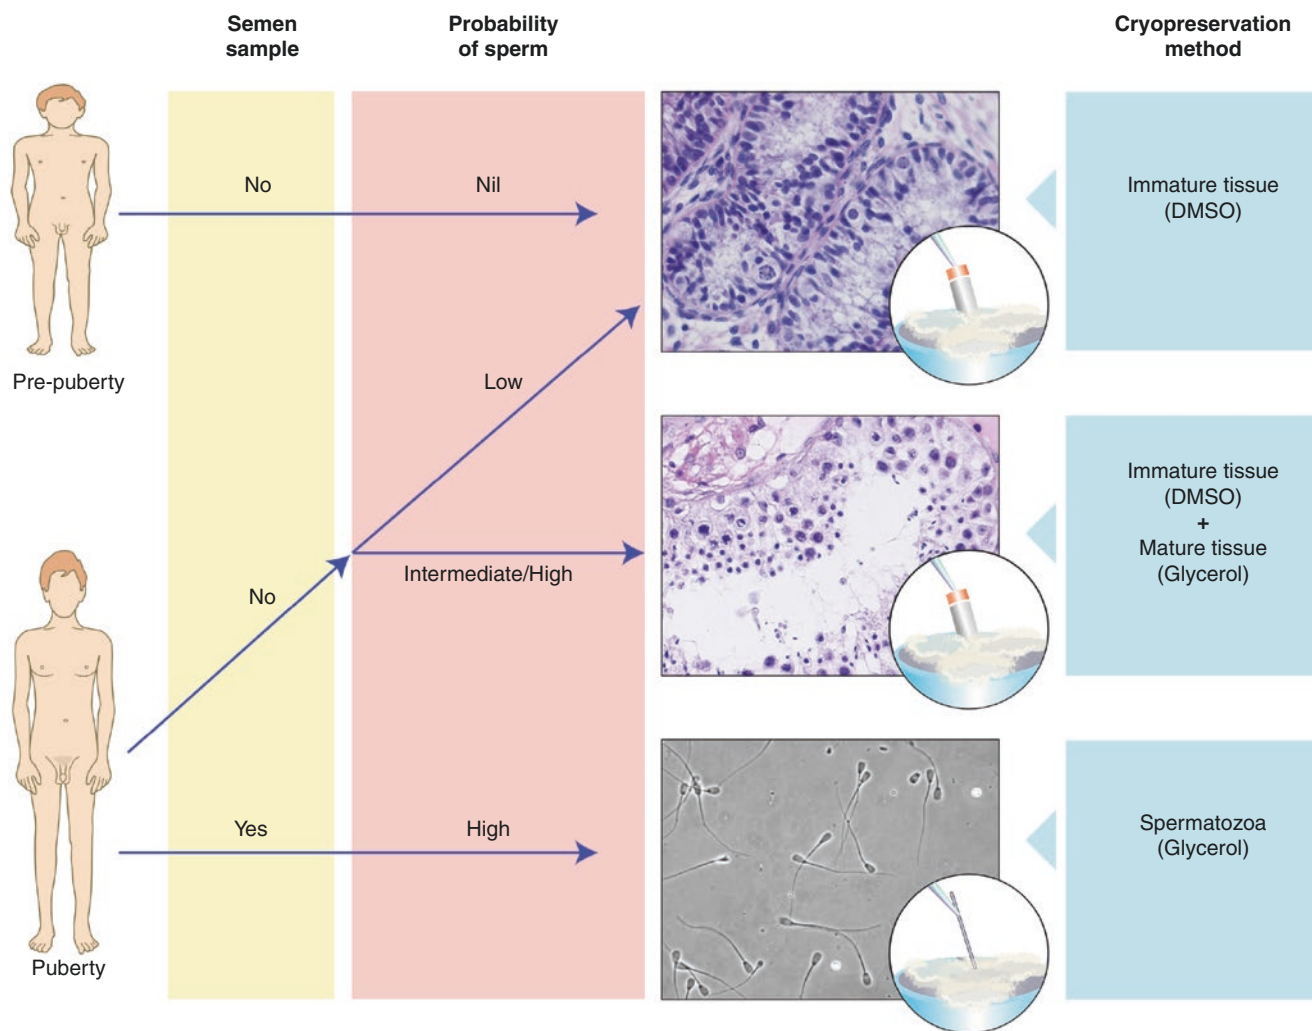 Semen
sample
Probability
of sperm
Cryopreservation
method
No
Nil
Immature tissue
(DMSO)
Pre-puberty
Low
Immature tissue
(DMSO)
+
Mature tissue
(Glycerol)
Intermediate/High
No
Yes
High
Spermatozoa
(Glycerol)
Puberty